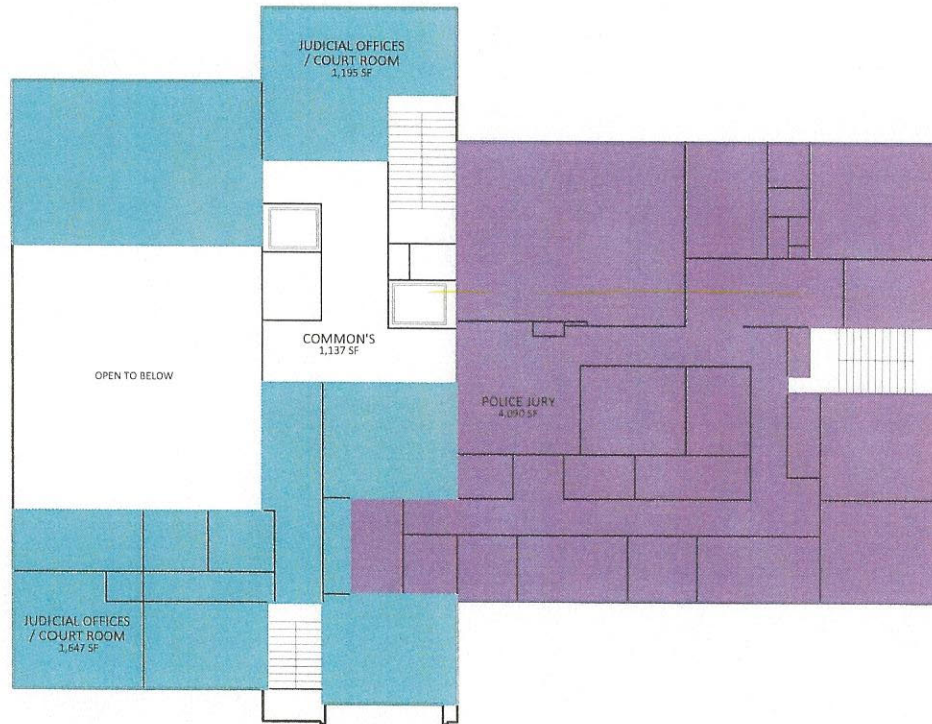 JUDICIAL OFFICES
/ COURT ROOM
1,195 SF
COMMON'S
1,137 SF
OPEN TO BELOW
POLICE JURY
4,090 SF
JUDICIAL OFFICES
/ COURT ROOM
1,647 SF